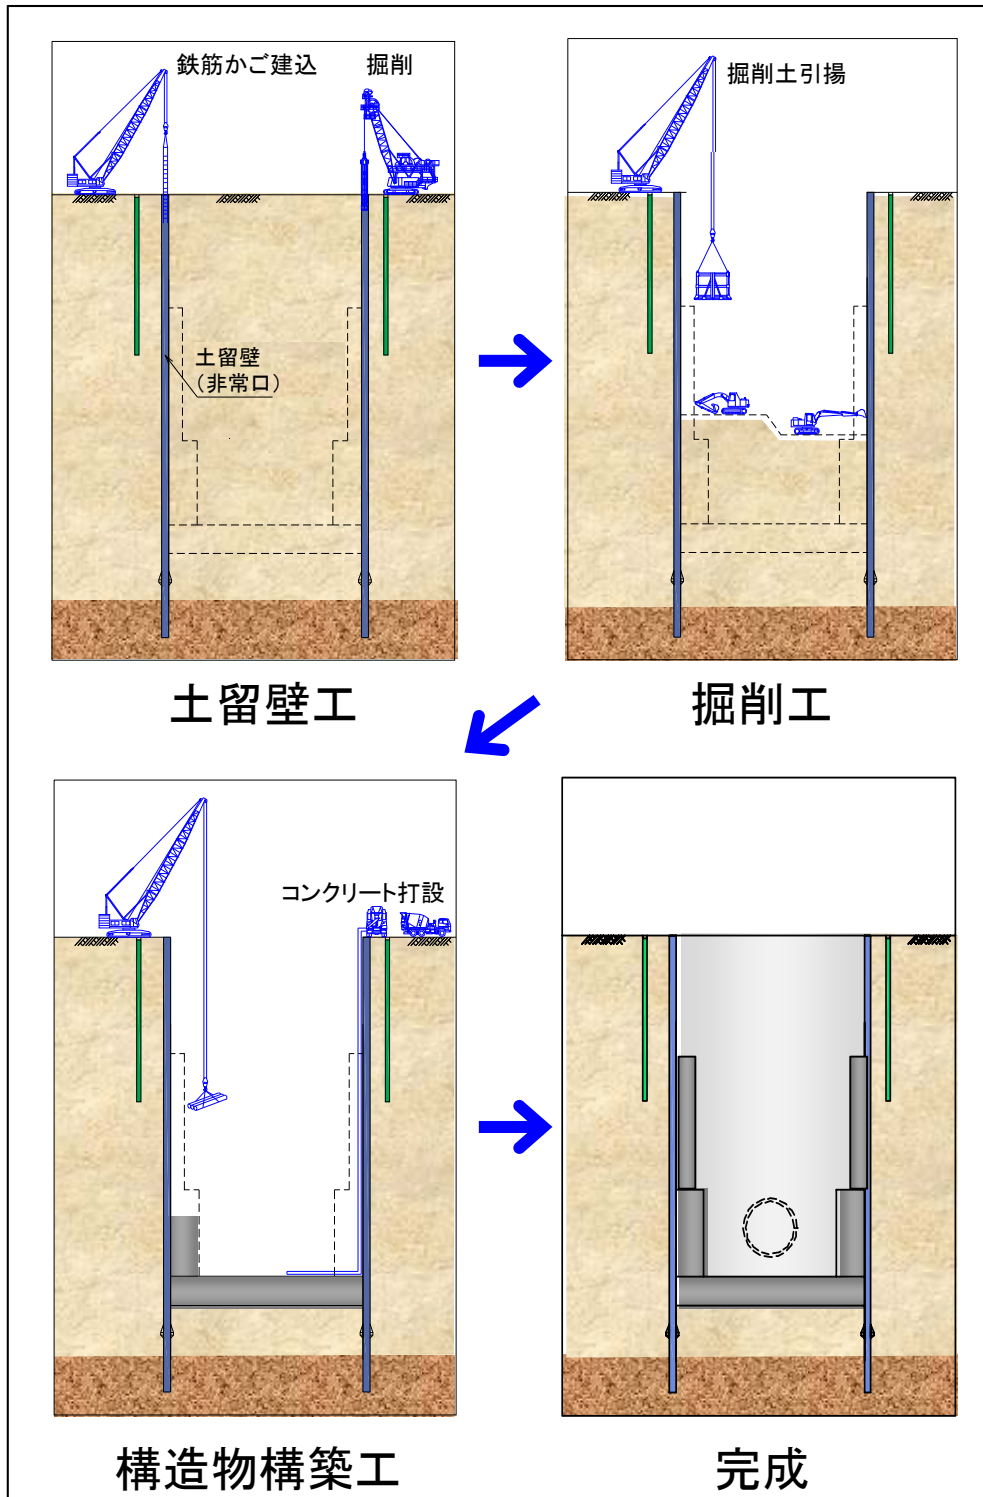 鉄筋かご建込
掘削
土留壁
(非常口)
土留壁工
掘削土引揚
掘削工
コンクリート打設
構造物構築工
完成